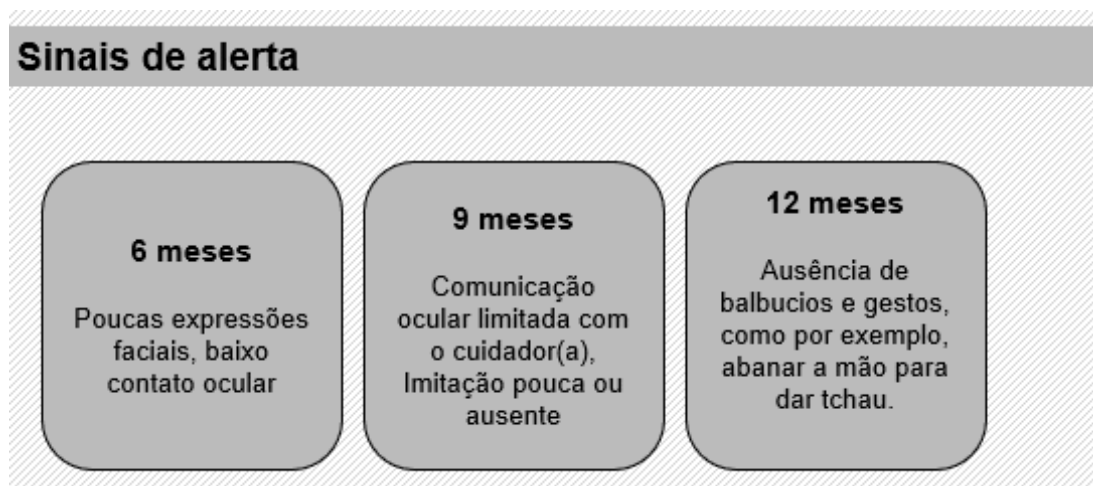 Sinais de alerta
6 meses
Poucas expressões
faciais, baixo
contato ocular
9 meses
Comunicação
ocular limitada com
o cuidador(a),
Imitação pouca ou
ausente
12 meses
Ausência de
balbucios e gestos,
como por exemplo,
abanar a mão para
dar tchau.